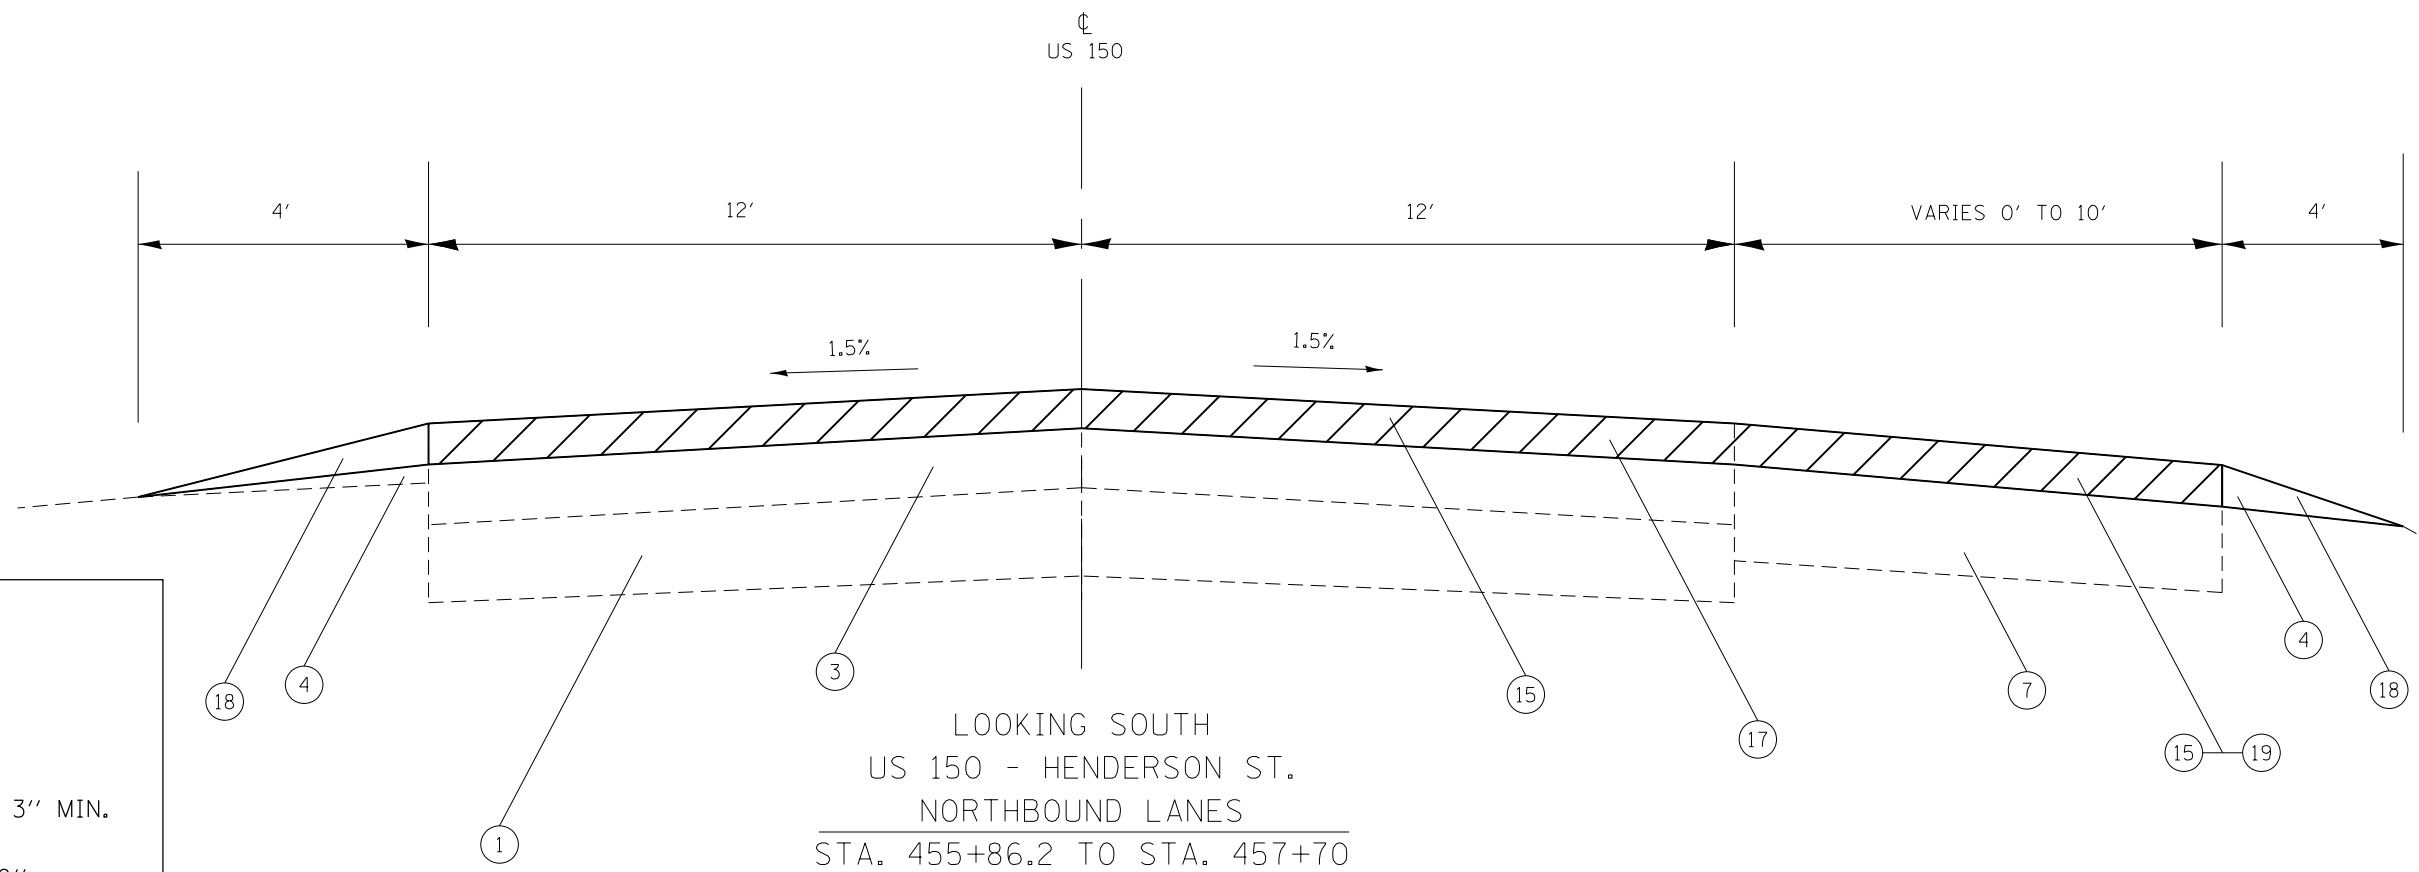 ℄
US 150
4'
12'
12'
VARIES 0' TO 10'
4'
1.5%
1.5%
18
4
1
3
15
17
7
15
19
4
18
3'' MIN.
LOOKING SOUTH
US 150 - HENDERSON ST.
NORTHBOUND LANES
STA. 455+86.2 TO STA. 457+70